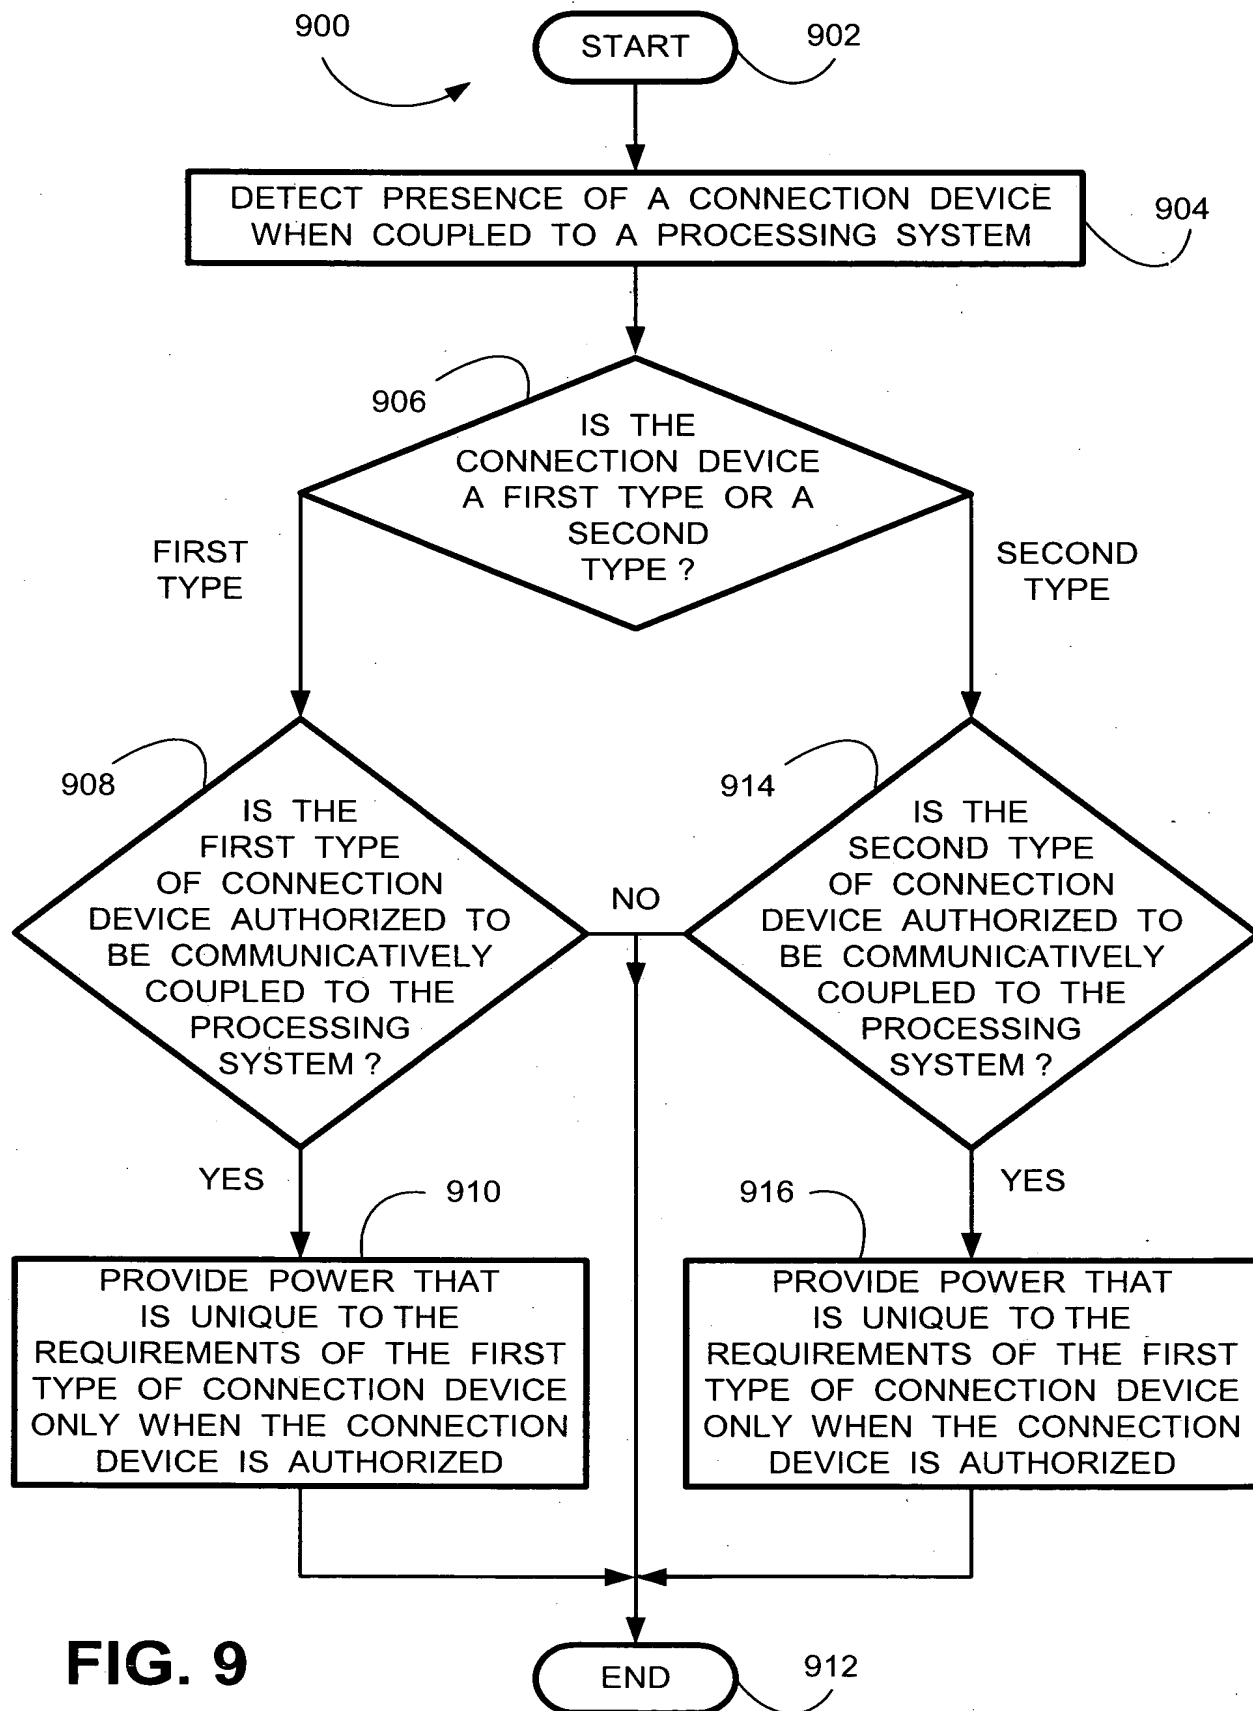 900
START
902
DETECT PRESENCE OF A CONNECTION DEVICE
WHEN COUPLED TO A PROCESSING SYSTEM
904
906
IS THE
CONNECTION DEVICE
A FIRST TYPE OR A
SECOND
TYPE ?
FIRST
TYPE
SECOND
TYPE
908
IS THE
FIRST TYPE
OF CONNECTION
DEVICE AUTHORIZED TO
BE COMMUNICATIVELY
COUPLED TO THE
PROCESSING
SYSTEM ?
NO
914
IS THE
SECOND TYPE
OF CONNECTION
DEVICE AUTHORIZED TO
BE COMMUNICATIVELY
COUPLED TO THE
PROCESSING
SYSTEM ?
YES
910
916
YES
PROVIDE POWER THAT
IS UNIQUE TO THE
REQUIREMENTS OF THE FIRST
TYPE OF CONNECTION DEVICE
ONLY WHEN THE CONNECTION
DEVICE IS AUTHORIZED
PROVIDE POWER THAT
IS UNIQUE TO THE
REQUIREMENTS OF THE FIRST
TYPE OF CONNECTION DEVICE
ONLY WHEN THE CONNECTION
DEVICE IS AUTHORIZED
FIG. 9
END
912